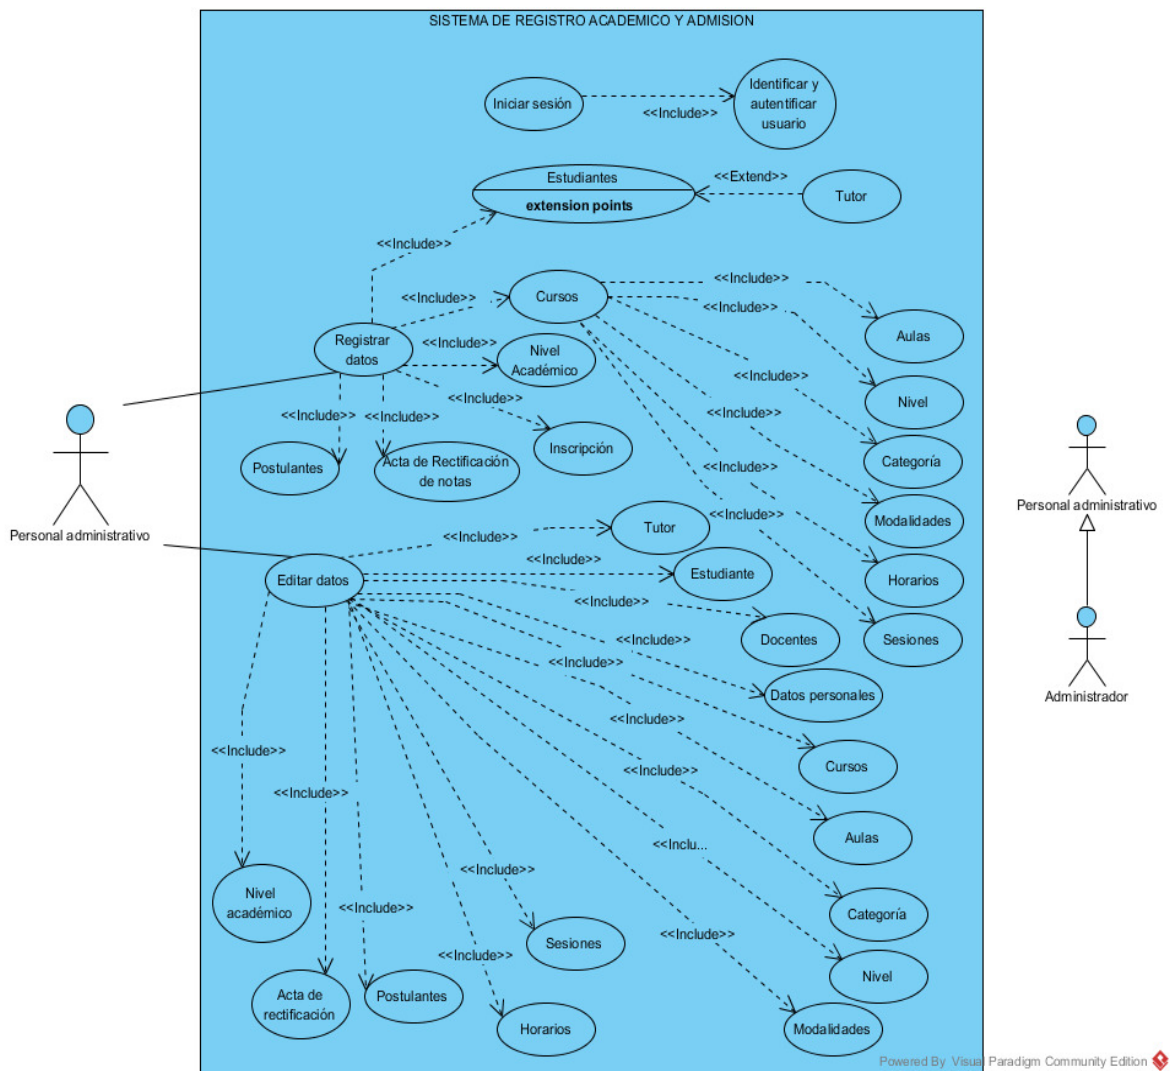 SISTEMA DE REGISTRO ACADEMICO Y ADMISION
Iniciar sesión
<<Include>>
Identificar y
autentificar
usuario
Estudiantes
extension points
<<Extend>>
Tutor
<<Include>>
Registrar
datos
<<Include>>
Cursos
<<Include>>
Nivel
Académico
<<Include>>
Inscripción
<<Include>>
Postulantes
<<Include>>
Acta de Rectificación
de notas
<<Include>>
Aulas
<<Include>>
Nivel
<<Include>>
Categoría
<<Include>>
Modalidades
<<Include>>
Horarios
<<Include>>
Sesiones
Personal administrativo
Personal administrativo
Administrador
Editar datos
<<Include>>
Tutor
<<Include>>
Estudiante
<<Include>>
Docentes
<<Include>>
Datos personales
<<Include>>
Cursos
<<Include>>
Aulas
<<Include>>
Categoría
<<Inclu...
Nivel
<<Include>>
Modalidades
<<Include>>
Sesiones
<<Include>>
Horarios
<<Include>>
Postulantes
<<Include>>
Acta de
rectificación
<<Include>>
Nivel
académico
Powered By Visual Paradigm Community Edition